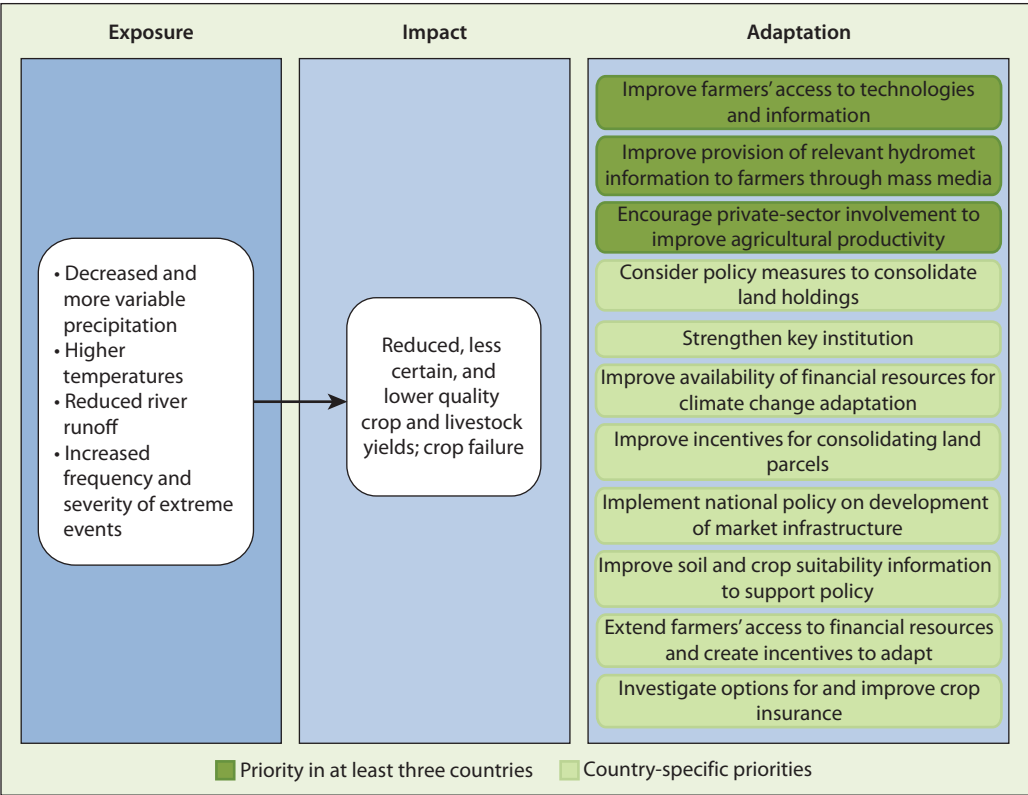 Exposure
Impact
Adaptation
• Decreased and
more variable
precipitation
• Higher
temperatures
• Reduced river
runoff
• Increased
frequency and
severity of extreme
events
Reduced, less
certain, and
lower quality
crop and livestock
yields; crop failure
Improve farmers’ access to technologies
and information
Improve provision of relevant hydromet
information to farmers through mass media
Encourage private-sector involvement to
improve agricultural productivity
Consider policy measures to consolidate
land holdings
Strengthen key institution
Improve availability of financial resources for
climate change adaptation
Improve incentives for consolidating land
parcels
Implement national policy on development
of market infrastructure
Improve soil and crop suitability information
to support policy
Extend farmers’ access to financial resources
and create incentives to adapt
Investigate options for and improve crop
insurance
Priority in at least three countries
Country-specific priorities